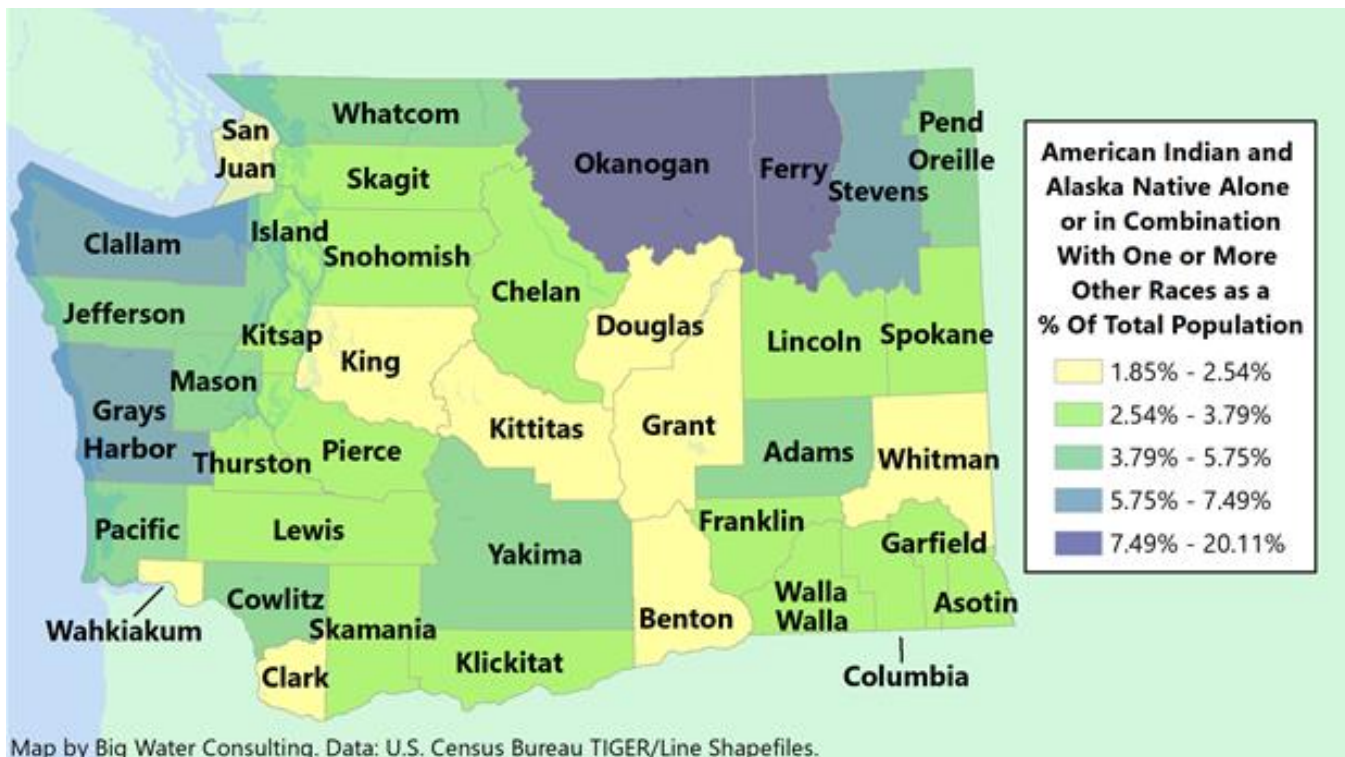 Whatcom
San
Juan
Skagit
Okanogan
Ferry
Stevens
Pend
Oreille
Clallam
Island
Snohomish
Chelan
Jefferson
Kitsap
King
Douglas
Lincoln
Spokane
Mason
Grays
Harbor
Thurston
Pierce
Kittitas
Grant
Adams
Whitman
Pacific
Lewis
Yakima
Franklin
Garfield
Wahkiakum
Cowlitz
Skamania
Benton
Walla
Walla
Asotin
Clark
Klickitat
Columbia
American Indian and
Alaska Native Alone
or in Combination
With One or More
Other Races as a
% Of Total Population
1.85% - 2.54%
2.54% - 3.79%
3.79% - 5.75%
5.75% - 7.49%
7.49% - 20.11%
Map by Big Water Consulting. Data: U.S. Census Bureau TIGER/Line Shapefiles.